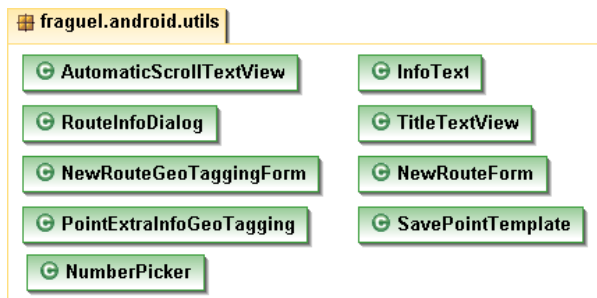 fraguel.android.utils
AutomaticScrollTextView
InfoText
RouteInfoDialog
TitleTextView
NewRouteGeoTaggingForm
NewRouteForm
PointExtraInfoGeoTagging
SavePointTemplate
NumberPicker